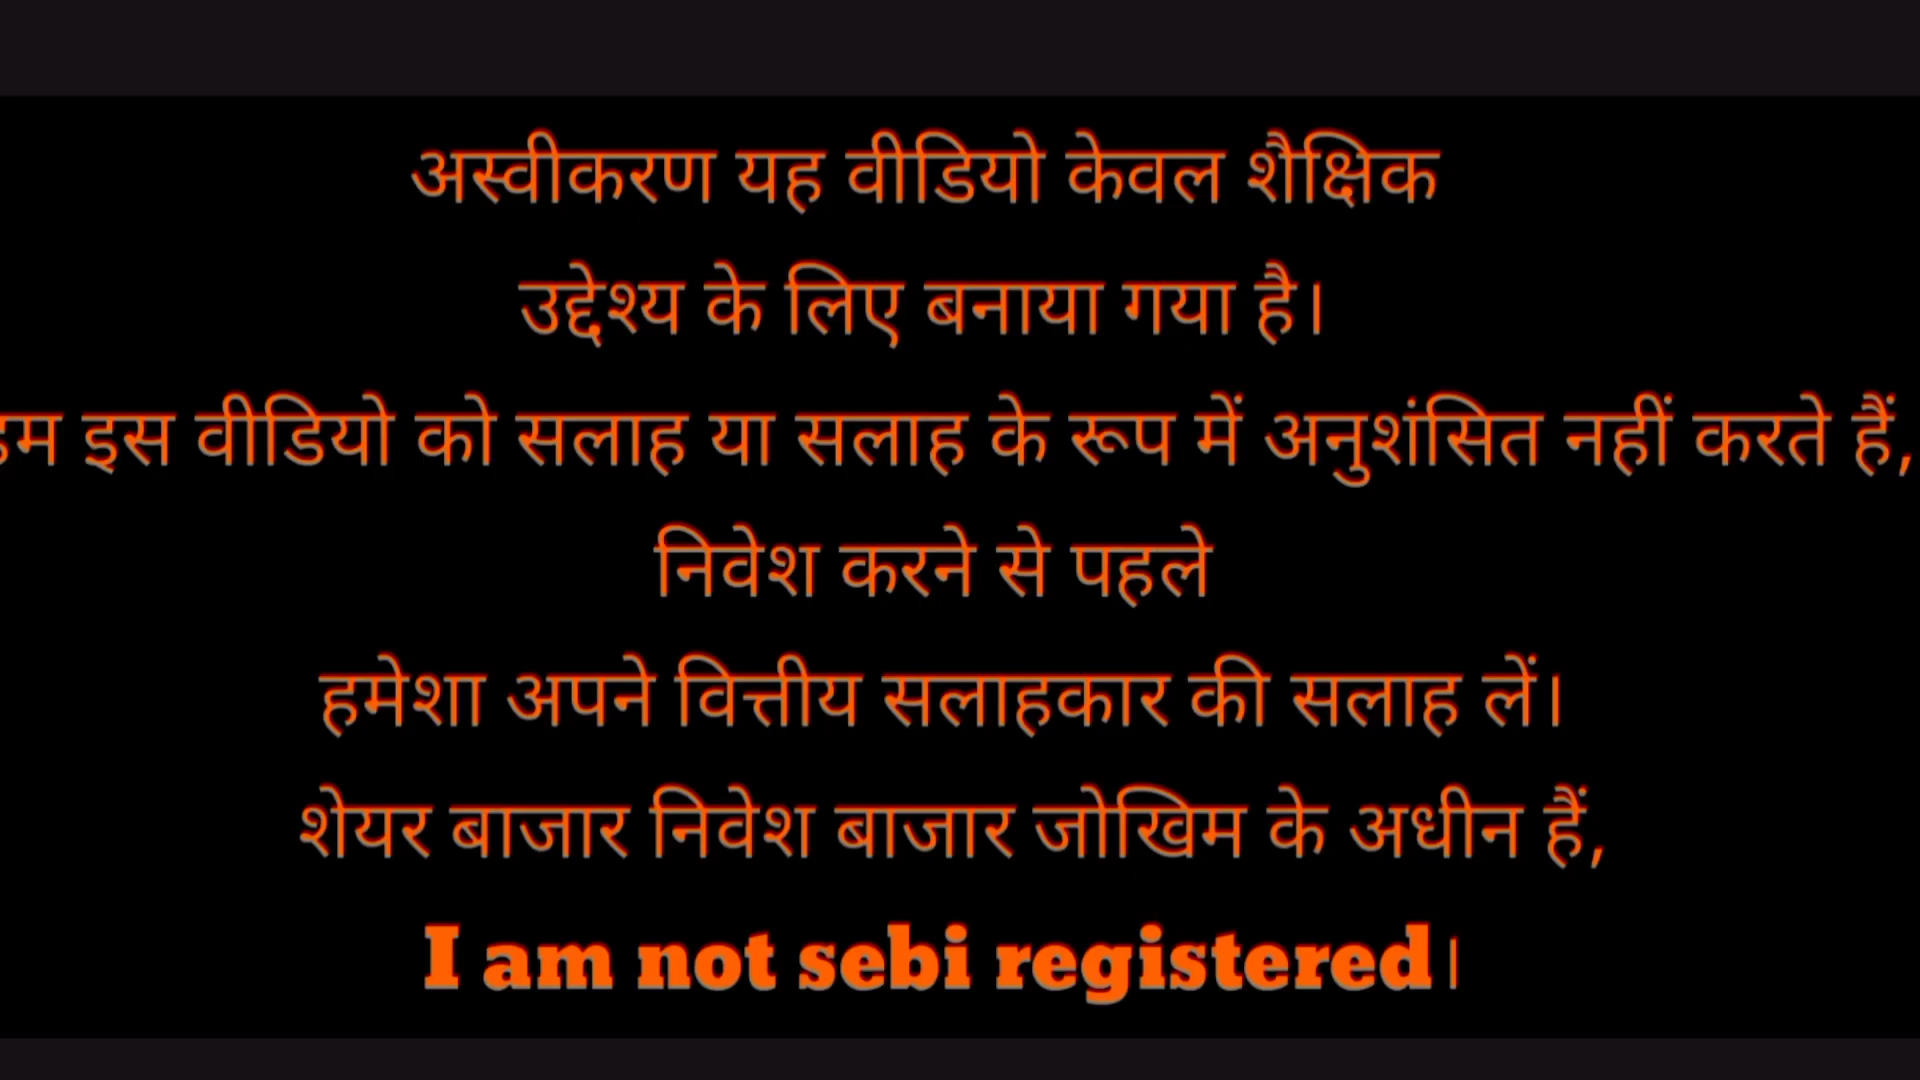 अस्वीकरण यह वीडियो केवल शैक्षिक
उद्देश्य के लिए बनाया गया है।
हम इस वीडियो को सलाह या सलाह के रूप में अनुशंसित नहीं करते हैं,
निवेश करने से पहले
हमेशा अपने वित्तीय सलाहकार की सलाह लें।
शेयर बाजार निवेश बाजार जोखिम के अधीन हैं,
I am not sebi registered।